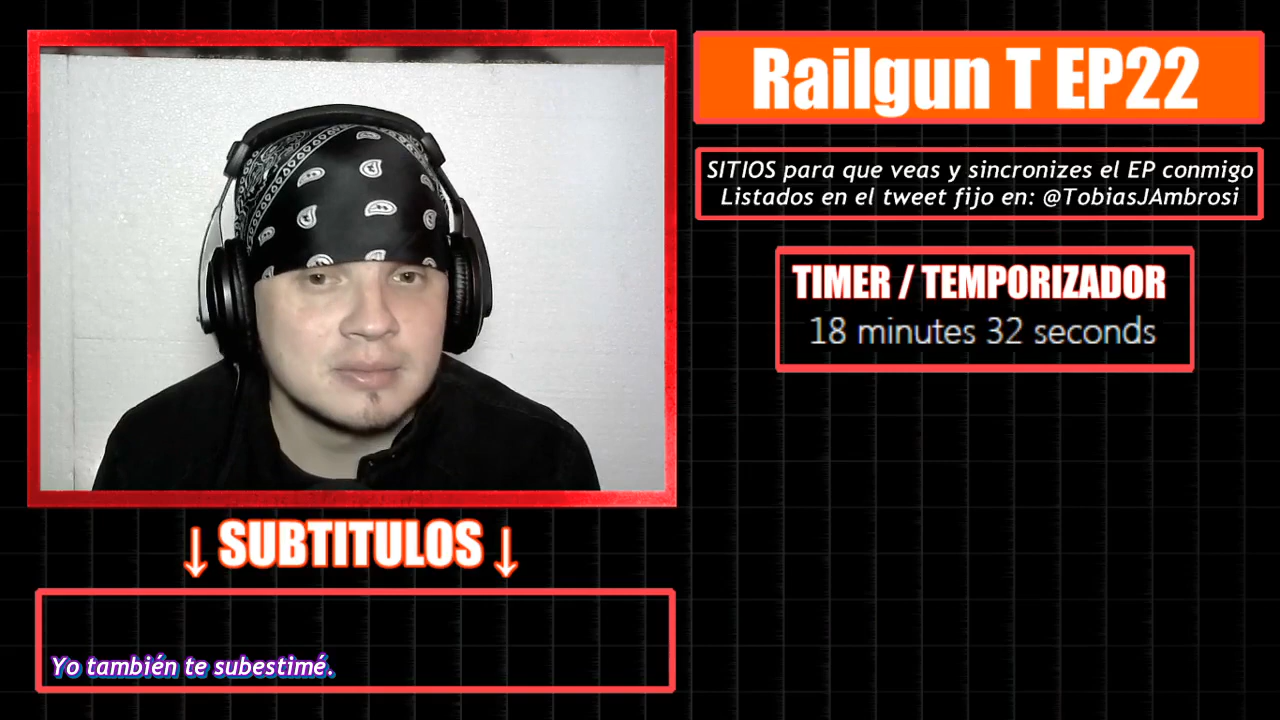 Railgun T EP22
SITIOS para que veas y sincronizes el EP conmigo
Listados en el tweet fijo en: @TobiasJAmbrosi
TIMER / TEMPORIZADOR
18 minutes 32 seconds
↓ SUBTITULOS ↓
Yo también te subestimé.